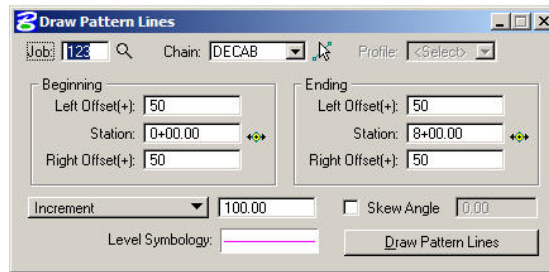 Draw Pattern Lines
Job: 123 Chain: DECAB Profile: <Select>
Beginning Ending
Left Offset(+): 50 Left Offset(+): 50
Station: 0+00.00 Station: 8+00.00
Right Offset(+): 50 Right Offset(+): 50
Increment 100.00 Skew Angle 0.00
Level Symbology: Draw Pattern Lines